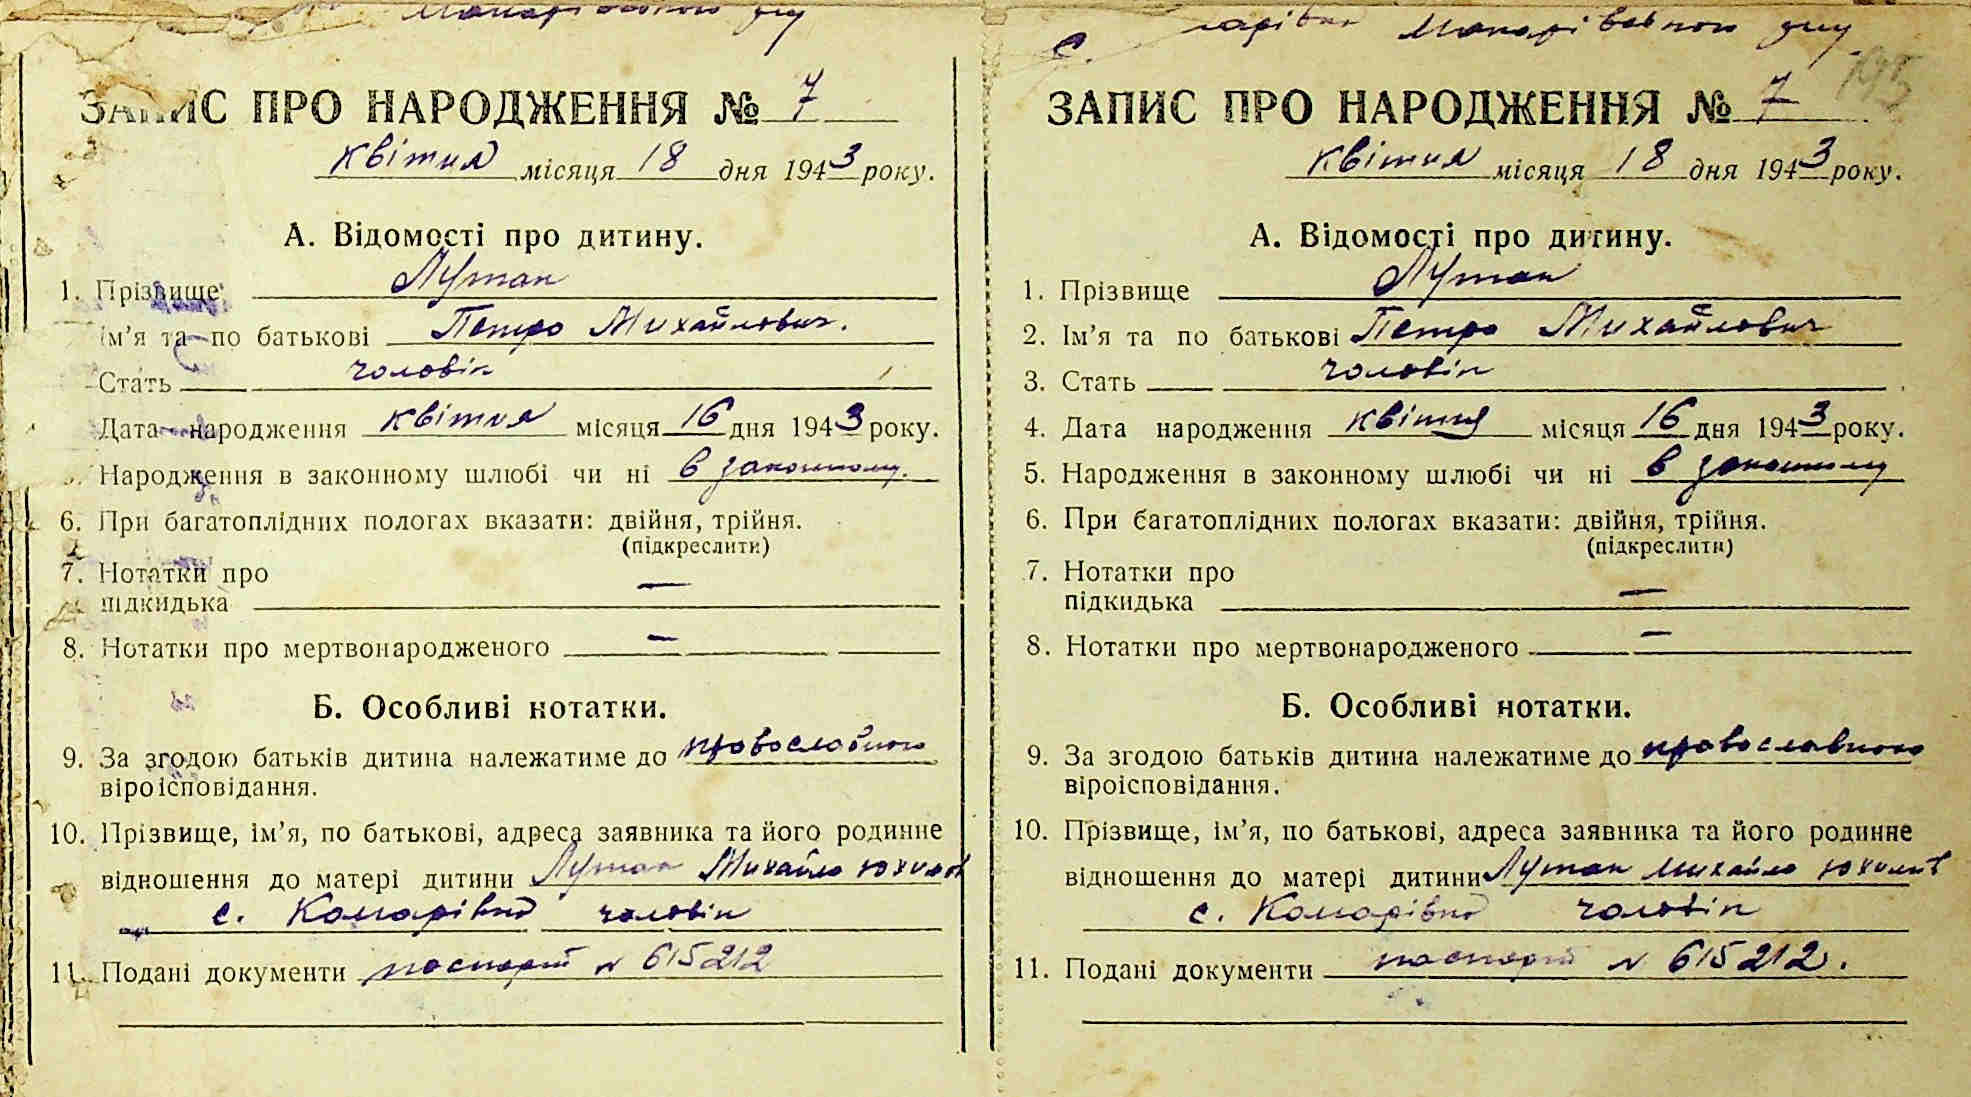 Макарівською
ЗАПИС ПРО НАРОДЖЕННЯ № 7
квітня місяця 18 дня 1943 року.
А. Відомості про дитину.
1. Прізвище Лутак
Ім'я та по батькові Петро Михайлович.
Стать чоловік
Дата народження квітня місяця 16 дня 1943 року.
Народження в законному шлюбі чи ні в законному.
6. При багатоплідних пологах вказати: двійня, трійня.
(підкреслити)
7. Нотатки про
підкидька —
8. Нотатки про мертвонародженого —
Б. Особливі нотатки.
9. За згодою батьків дитина належатиме до православного
віроісповідання.
10. Прізвище, ім'я, по батькові, адреса заявника та його родинне
відношення до матері дитини Лутак Михайло Юхимов
с. Комарівка чоловік
11. Подані документи паспорт № 615212
с. Макарівською
195
ЗАПИС ПРО НАРОДЖЕННЯ № 7
квітня місяця 18 дня 1943 року.
А. Відомості про дитину.
1. Прізвище Лутак
2. Ім'я та по батькові Петро Михайлович
3. Стать чоловік
4. Дата народження квітня місяця 16 дня 1943 року.
5. Народження в законному шлюбі чи ні в законному
6. При багатоплідних пологах вказати: двійня, трійня.
(підкреслити)
7. Нотатки про
підкидька —
8. Нотатки про мертвонародженого —
Б. Особливі нотатки.
9. За згодою батьків дитина належатиме до православного
віроісповідання.
10. Прізвище, ім'я, по батькові, адреса заявника та його родинне
відношення до матері дитини Лутак Михайло Юхимів
с. Комарівка чоловік
11. Подані документи паспорт № 615212.